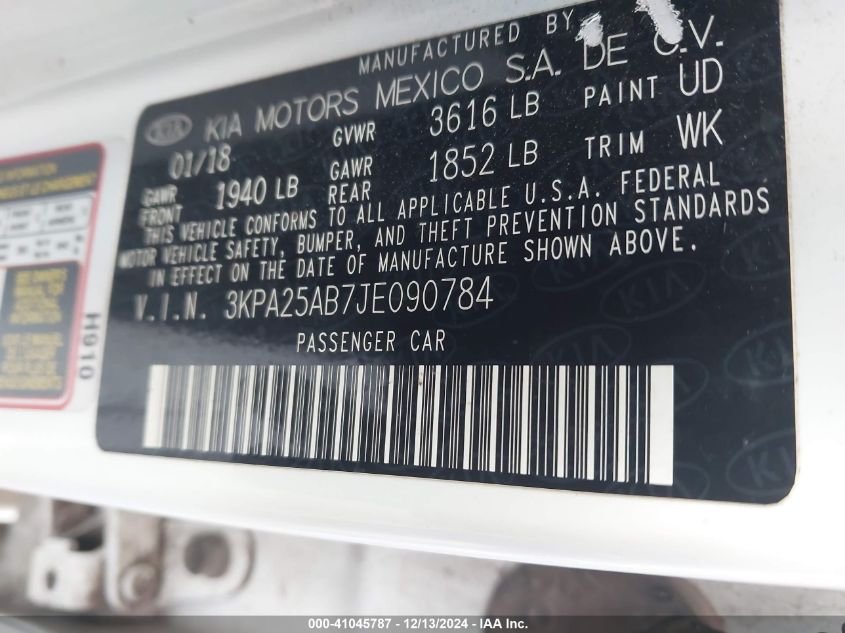 MANUFACTURED BY
KIA MOTORS MEXICO S.A. DE C.V.
01/18 GVWR 3616 LB PAINT UD
GAWR FRONT 1940 LB GAWR REAR 1852 LB TRIM WK
THIS VEHICLE CONFORMS TO ALL APPLICABLE U.S.A. FEDERAL
MOTOR VEHICLE SAFETY, BUMPER, AND THEFT PREVENTION STANDARDS
IN EFFECT ON THE DATE OF MANUFACTURE SHOWN ABOVE.
V.I.N. 3KPA25AB7JE090784
PASSENGER CAR
H910
KIA
000-41045787 - 12/13/2024 - IAA Inc.